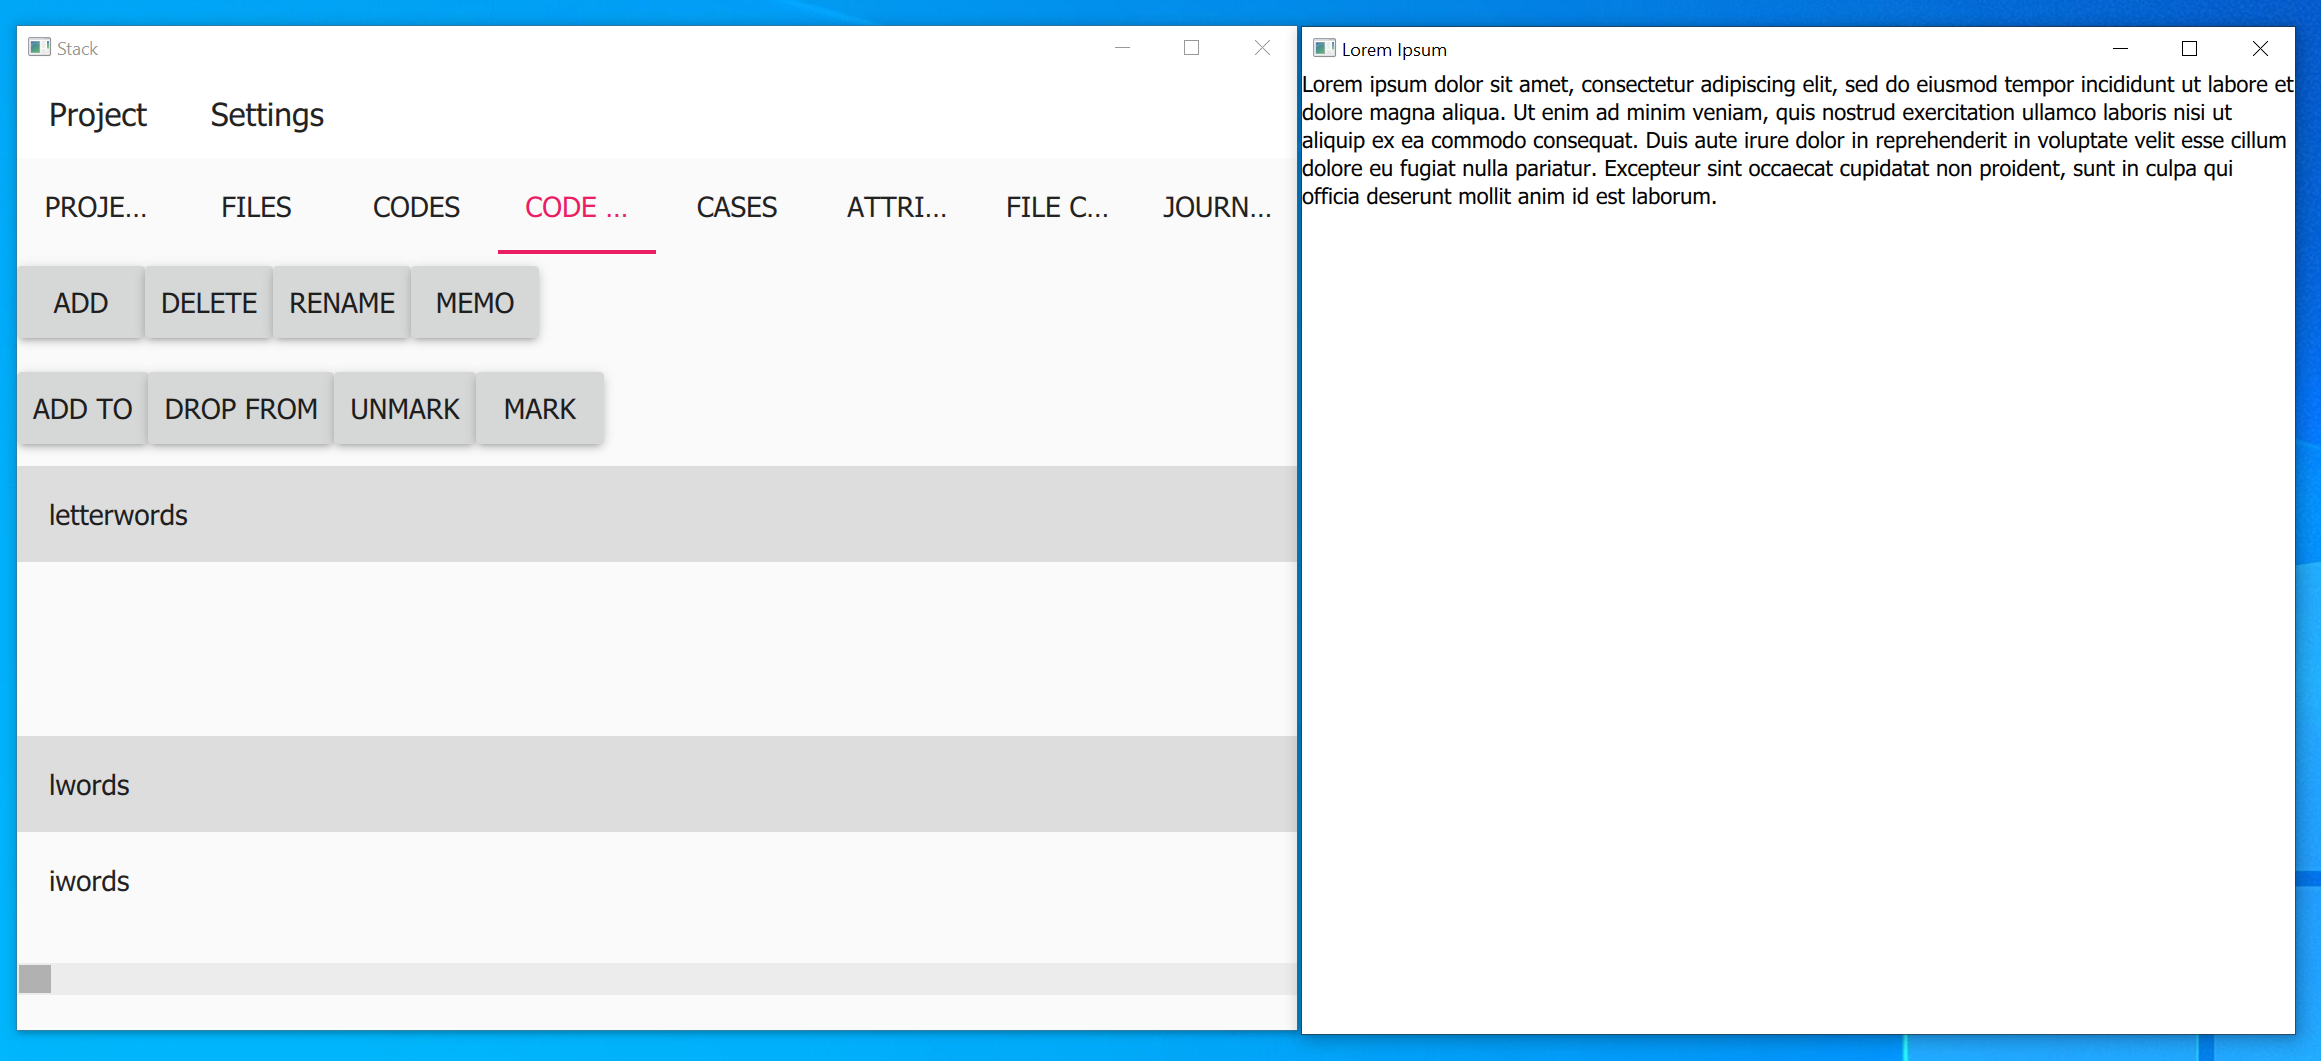 Stack
Project Settings
PROJE... FILES CODES CODE ... CASES ATTRI... FILE C... JOURN...
ADD DELETE RENAME MEMO
ADD TO DROP FROM UNMARK MARK
letterwords
lwords
iwords
Lorem Ipsum
Lorem ipsum dolor sit amet, consectetur adipiscing elit, sed do eiusmod tempor incididunt ut labore et
dolore magna aliqua. Ut enim ad minim veniam, quis nostrud exercitation ullamco laboris nisi ut
aliquip ex ea commodo consequat. Duis aute irure dolor in reprehenderit in voluptate velit esse cillum
dolore eu fugiat nulla pariatur. Excepteur sint occaecat cupidatat non proident, sunt in culpa qui
officia deserunt mollit anim id est laborum.